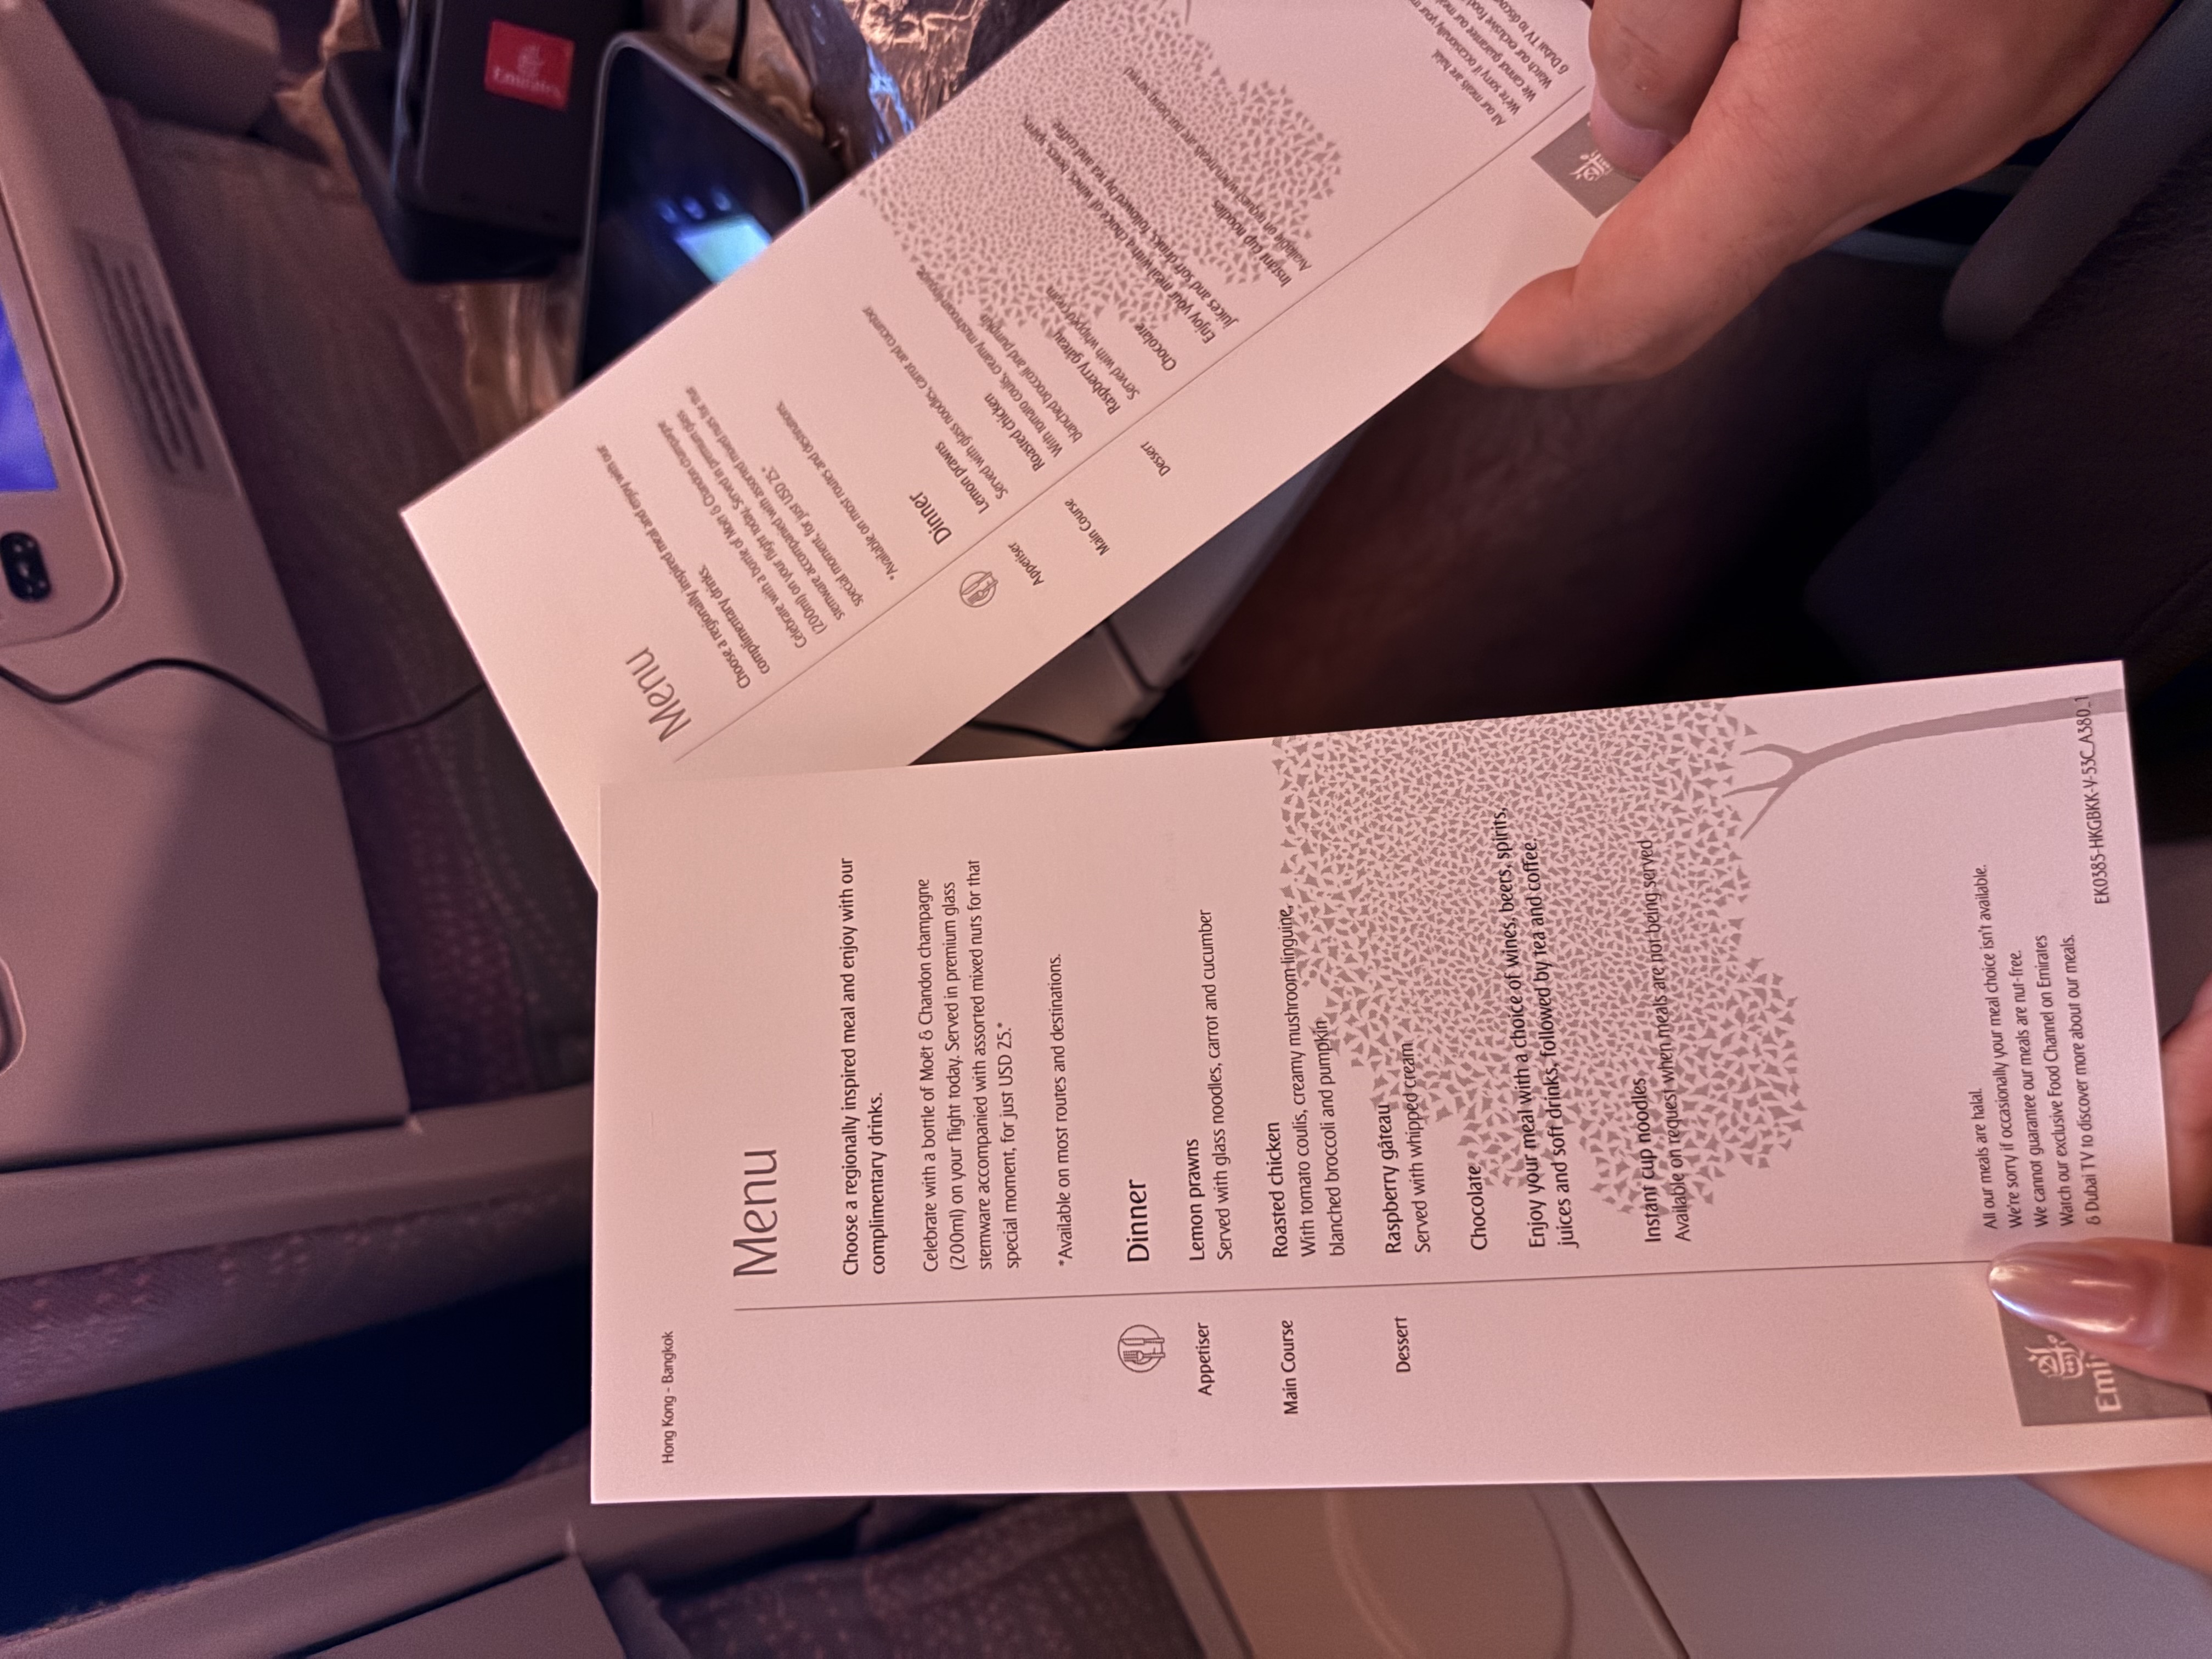 Hong Kong - Bangkok
Menu
Choose a regionally inspired meal and enjoy with our
complimentary drinks.
Celebrate with a bottle of Moët & Chandon champagne
(200ml) on your flight today. Served in premium glass
stemware accompanied with assorted mixed nuts for that
special moment, for just USD 25.*
*Available on most routes and destinations.
Dinner
Appetiser
Lemon prawns
Served with glass noodles, carrot and cucumber
Main Course
Roasted chicken
With tomato coulis, creamy mushroom linguine,
blanched broccoli and pumpkin
Dessert
Raspberry gâteau
Served with whipped cream
Chocolate
Enjoy your meal with a choice of wines, beers, spirits,
juices and soft drinks, followed by tea and coffee.
Instant cup noodles
Available on request when meals are not being served
All our meals are halal.
We're sorry if occasionally your meal choice isn't available.
We cannot guarantee our meals are nut-free.
Watch our exclusive Food Channel on Emirates
& Dubai TV to discover more about our meals.
EK0385-HKGBKK-Y-53C_A380_1
Menu
Choose a regionally inspired meal and enjoy with our
complimentary drinks.
Celebrate with a bottle of Moët & Chandon champagne
(200ml) on your flight today. Served in premium glass
stemware accompanied with assorted mixed nuts for that
special moment, for just USD 25.*
*Available on most routes and destinations.
Dinner
Appetiser
Lemon prawns
Served with glass noodles, carrot and cucumber
Main Course
Roasted chicken
With tomato coulis, creamy mushroom linguine,
blanched broccoli and pumpkin
Dessert
Raspberry gâteau
Served with whipped cream
Chocolate
Enjoy your meal with a choice of wines, beers, spirits,
juices and soft drinks, followed by tea and coffee.
Instant cup noodles
Available on request when meals are not being served
All our meals are halal.
We're sorry if occasionally your
We cannot guarantee our
Watch our exclusive Food
& Dubai TV to
Emirates